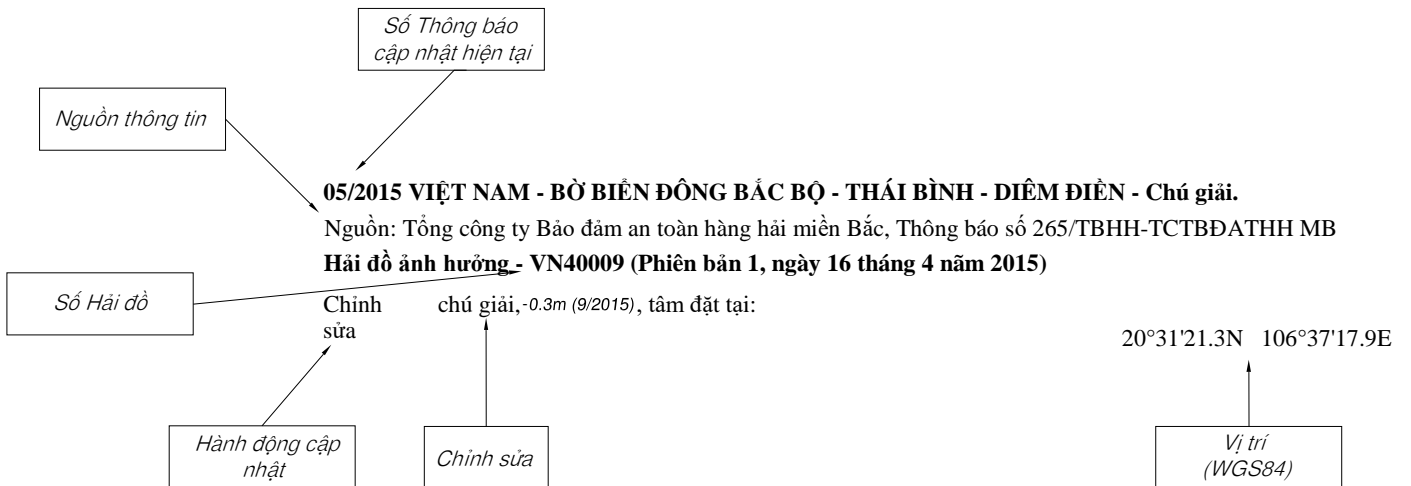 Số Thông báo
cập nhật hiện tại
Nguồn thông tin
05/2015 VIỆT NAM - BỜ BIỂN ĐÔNG BẮC BỘ - THÁI BÌNH - DIÊM ĐIỀN - Chú giải.
Nguồn: Tổng công ty Bảo đảm an toàn hàng hải miền Bắc, Thông báo số 265/TBHH-TCTBĐATHH MB
Hải đồ ảnh hưởng - VN40009 (Phiên bản 1, ngày 16 tháng 4 năm 2015)
Số Hải đồ
Chỉnh chú giải, -0.3m (9/2015), tâm đặt tại:
sửa
20°31'21.3N 106°37'17.9E
Hành động cập
nhật
Chỉnh sửa
Vị trí
(WGS84)